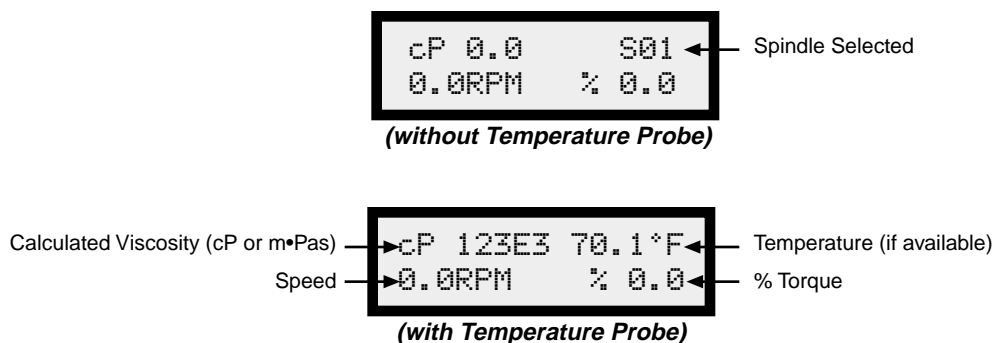 cP 0.0 S01
Spindle Selected
0.0RPM % 0.0
(without Temperature Probe)
Calculated Viscosity (cP or m•Pas)
cP 123E3 70.1°F
Temperature (if available)
Speed
0.0RPM % 0.0
% Torque
(with Temperature Probe)